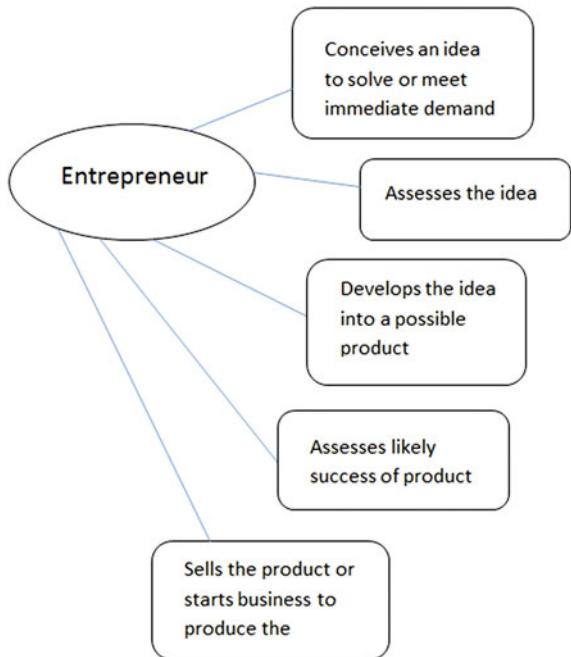 Conceives an idea
to solve or meet
immediate demand
Entrepreneur
Assesses the idea
Develops the idea
into a possible
product
Assesses likely
success of product
Sells the product or
starts business to
produce the